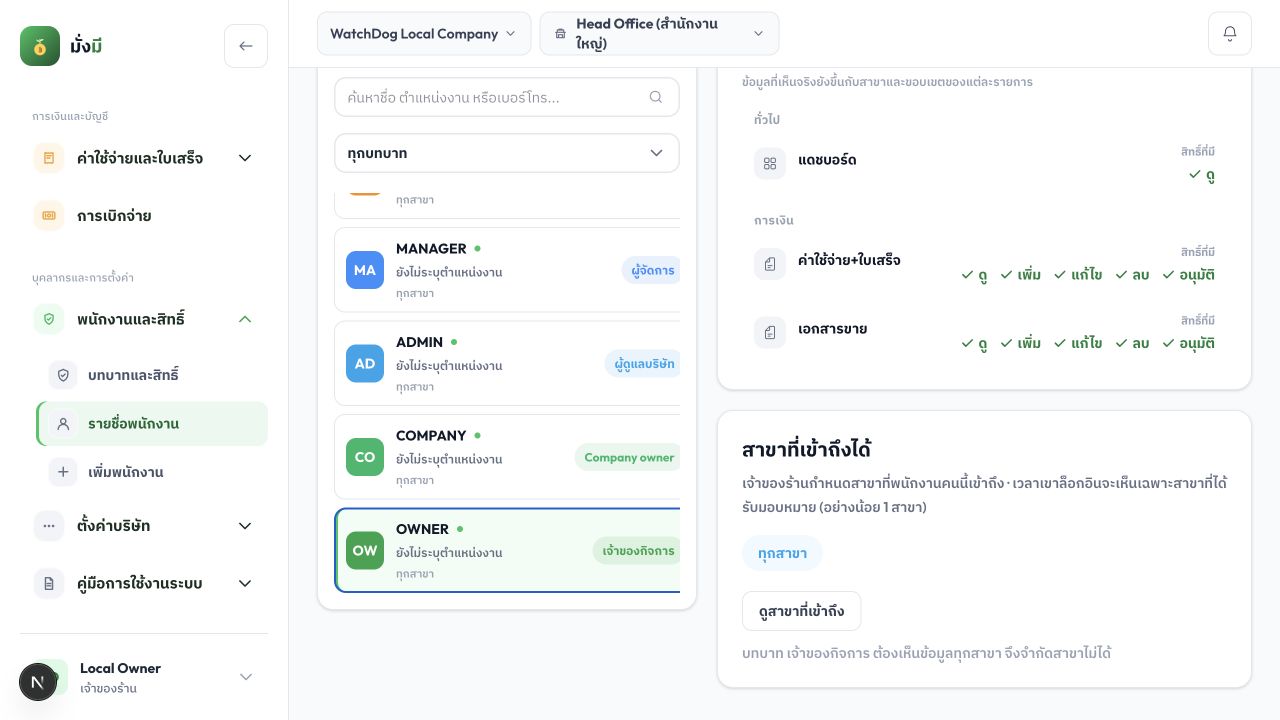 มั่งมี
การเงินและบัญชี
ค่าใช้จ่ายและใบเสร็จ
การเบิกจ่าย
บุคลากรและการตั้งค่า
พนักงานและสิทธิ์
บทบาทและสิทธิ์
รายชื่อพนักงาน
เพิ่มพนักงาน
ตั้งค่าบริษัท
คู่มือการใช้งานระบบ
N
Local Owner
เจ้าของร้าน
WatchDog Local Company
Head Office (สำนักงาน
ใหญ่)
ค้นหาชื่อ ตำแหน่งงาน หรือเบอร์โทร...
ทุกบทบาท
ทุกสาขา
MA
MANAGER
ยังไม่ระบุตำแหน่งงาน
ทุกสาขา
ผู้จัดการ
AD
ADMIN
ยังไม่ระบุตำแหน่งงาน
ทุกสาขา
ผู้ดูแลบริษัท
CO
COMPANY
ยังไม่ระบุตำแหน่งงาน
ทุกสาขา
Company owner
OW
OWNER
ยังไม่ระบุตำแหน่งงาน
ทุกสาขา
เจ้าของกิจการ
ข้อมูลที่เห็นจริงยังขึ้นกับสาขาและขอบเขตของแต่ละรายการ
ทั่วไป
แดชบอร์ด
สิทธิ์ที่มี
ดู
การเงิน
ค่าใช้จ่าย+ใบเสร็จ
สิทธิ์ที่มี
ดู เพิ่ม แก้ไข ลบ อนุมัติ
เอกสารขาย
สิทธิ์ที่มี
ดู เพิ่ม แก้ไข ลบ อนุมัติ
สาขาที่เข้าถึงได้
เจ้าของร้านกำหนดสาขาที่พนักงานคนนี้เข้าถึง · เวลาเขาล็อกอินจะเห็นเฉพาะสาขาที่ได้
รับมอบหมาย (อย่างน้อย 1 สาขา)
ทุกสาขา
ดูสาขาที่เข้าถึง
บทบาท เจ้าของกิจการ ต้องเห็นข้อมูลทุกสาขา จึงจำกัดสาขาไม่ได้